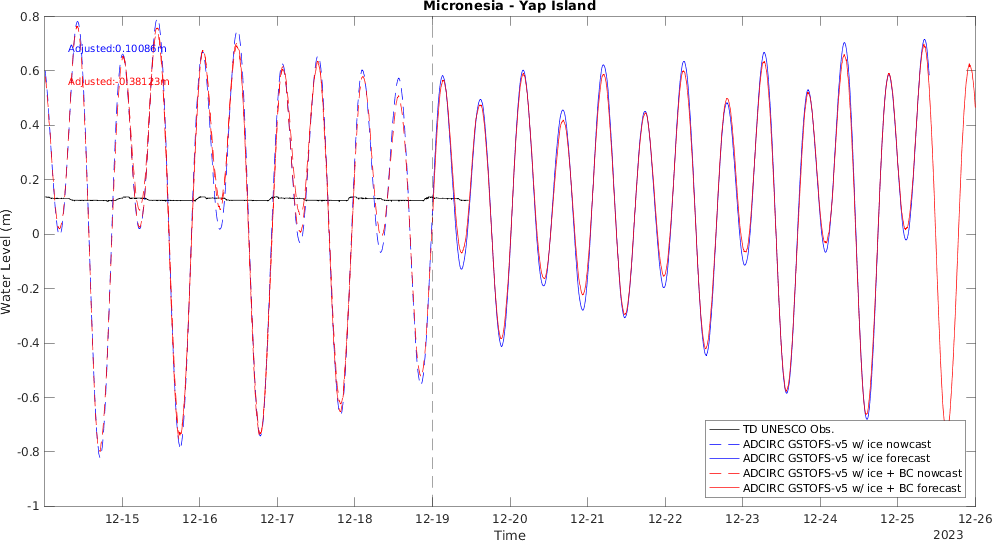 Micronesia - Yap Island
0.8
Adjusted:0.10086m
0.6
Adjusted:-0.38123m
0.4
0.2
0
Water Level (m)
-0.2
-0.4
-0.6
-0.8
-1
TD UNESCO Obs.
ADCIRC GSTOFS-v5 w/ ice nowcast
ADCIRC GSTOFS-v5 w/ ice forecast
ADCIRC GSTOFS-v5 w/ ice + BC nowcast
ADCIRC GSTOFS-v5 w/ ice + BC forecast
12-15 12-16 12-17 12-18 12-19 12-20 12-21 12-22 12-23 12-24 12-25 12-26
Time
2023